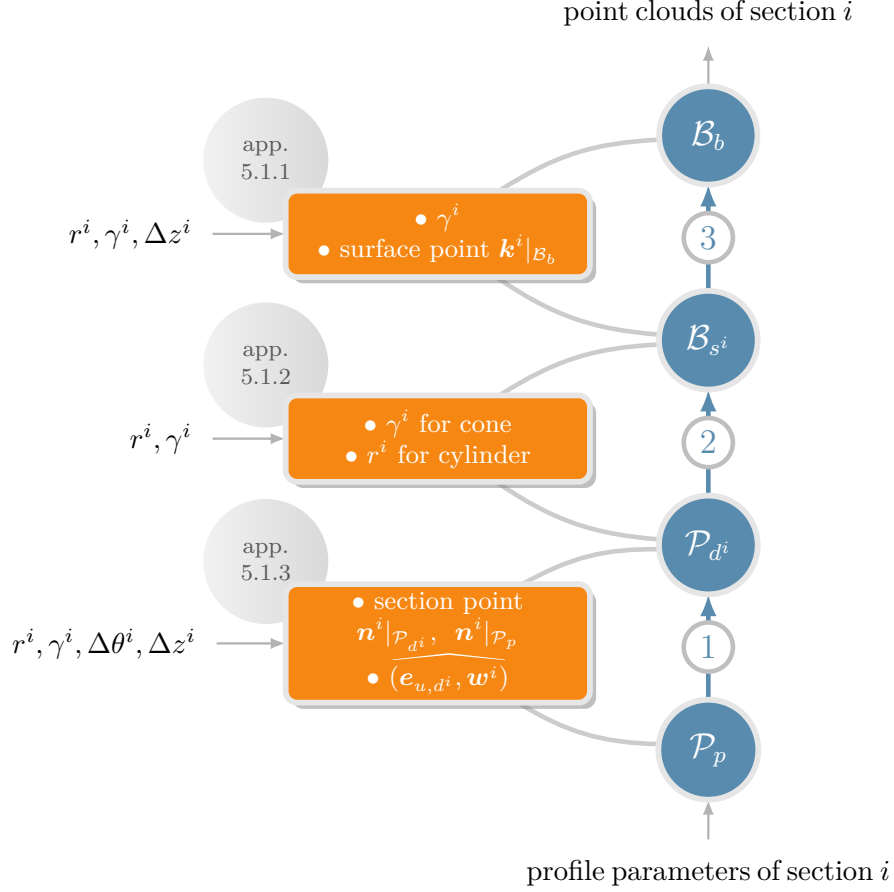 point clouds of section i
ℬ_b
app.
5.1.1
• γ^i
• surface point k^i|_{ℬ_b}
r^i, γ^i, Δz^i
3
ℬ_{s^i}
app.
5.1.2
• γ^i for cone
• r^i for cylinder
r^i, γ^i
2
𝒫_{d^i}
app.
5.1.3
• section point
n^i|_{𝒫_{d^i}}, n^i|_{𝒫_p}
• \widehat{(e_{u,d^i}, w^i)}
r^i, γ^i, Δθ^i, Δz^i
1
𝒫_p
profile parameters of section i